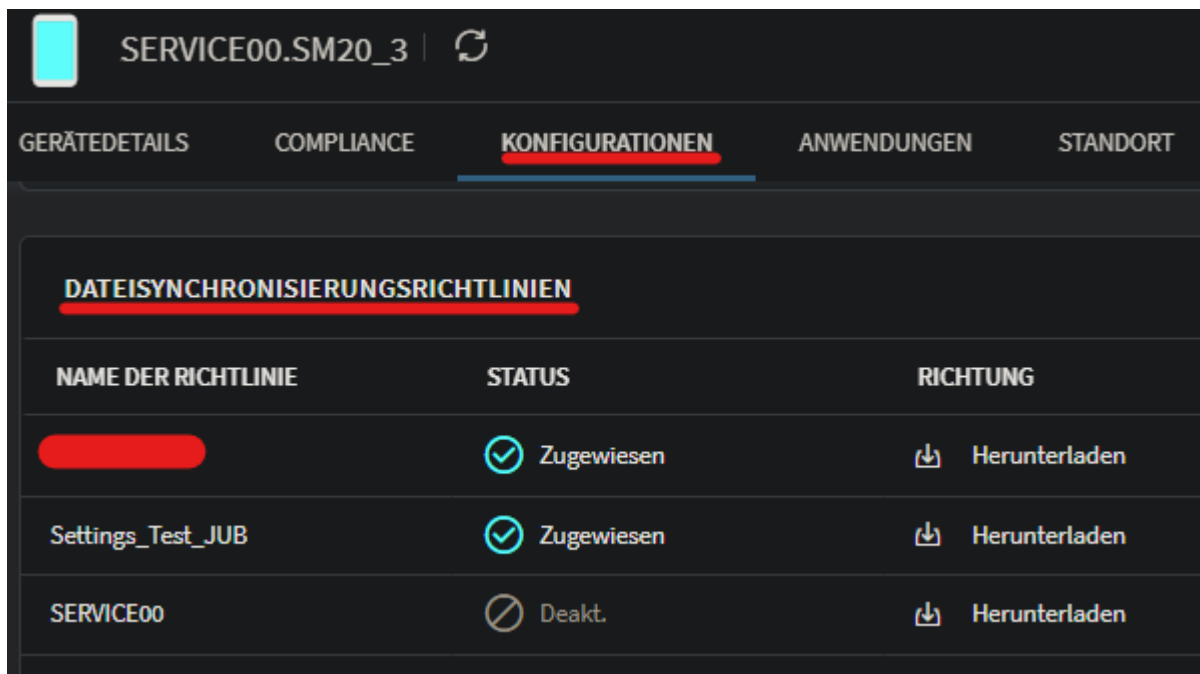 SERVICE00.SM20_3
GERÄTEDETAILS COMPLIANCE KONFIGURATIONEN ANWENDUNGEN STANDORT
DATEISYNCHRONISIERUNGSRICHTLINIEN
NAME DER RICHTLINIE STATUS RICHTUNG
Zugewiesen Herunterladen
Settings_Test_JUB Zugewiesen Herunterladen
SERVICE00 Deakt. Herunterladen